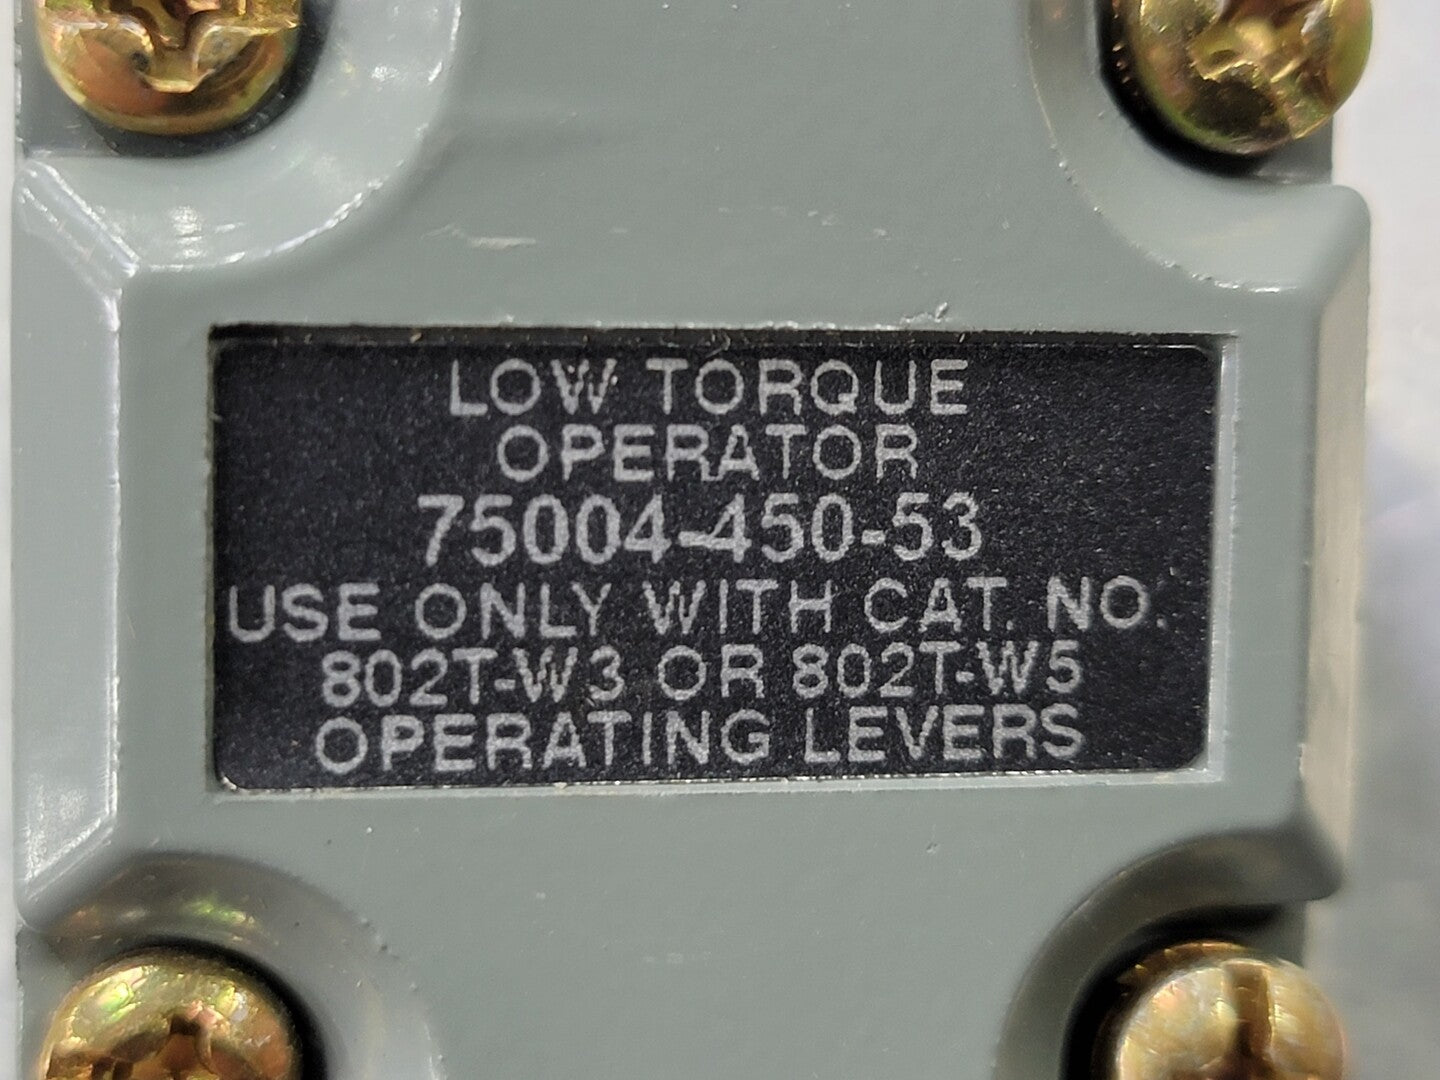 LOW TORQUE
OPERATOR
75004-450-53
USE ONLY WITH CAT. NO.
802T-W3 OR 802T-W5
OPERATING LEVERS